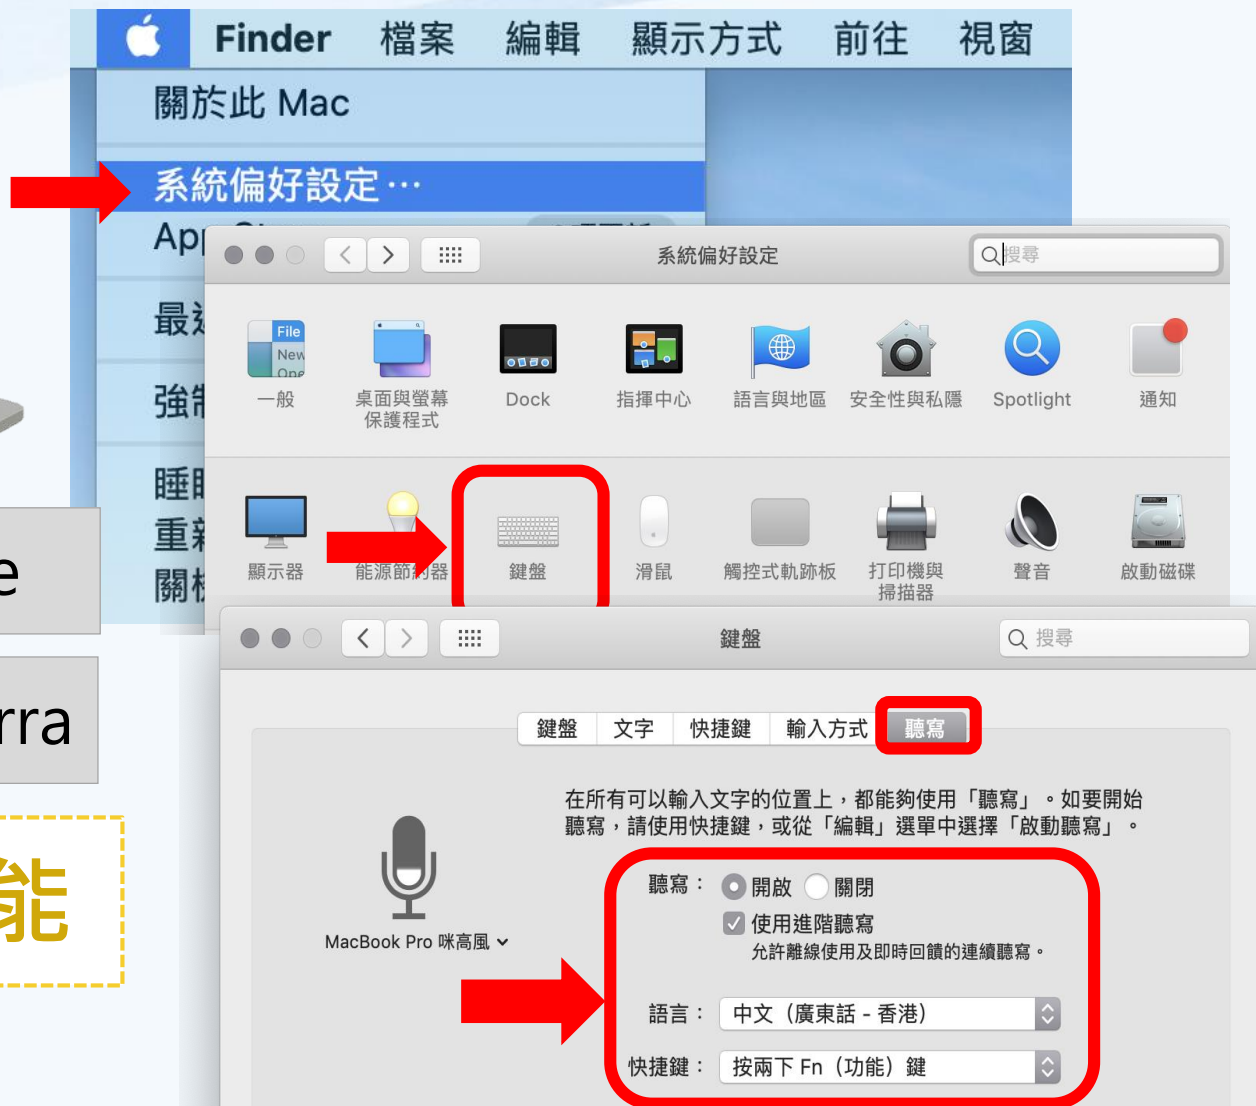 Finder 檔案 編輯 顯示方式 前往 視窗
關於此 Mac
系統偏好設定…
系統偏好設定
搜尋
File
New
一般
桌面與螢幕
保護程式
Dock
指揮中心
語言與地區
安全性與私隱
Spotlight
通知
顯示器
能源節約器
鍵盤
滑鼠
觸控式軌跡板
打印機與
掃描器
聲音
啟動磁碟
鍵盤
搜尋
鍵盤 文字 快捷鍵 輸入方式 聽寫
在所有可以輸入文字的位置上，都能夠使用「聽寫」。如要開始
聽寫，請使用快捷鍵，或從「編輯」選單中選擇「啟動聽寫」。
聽寫： 開啟 關閉
使用進階聽寫
允許離線使用及即時回饋的連續聽寫。
MacBook Pro 咪高風
語言： 中文（廣東話 - 香港）
快捷鍵： 按兩下 Fn（功能）鍵
e
rra
能